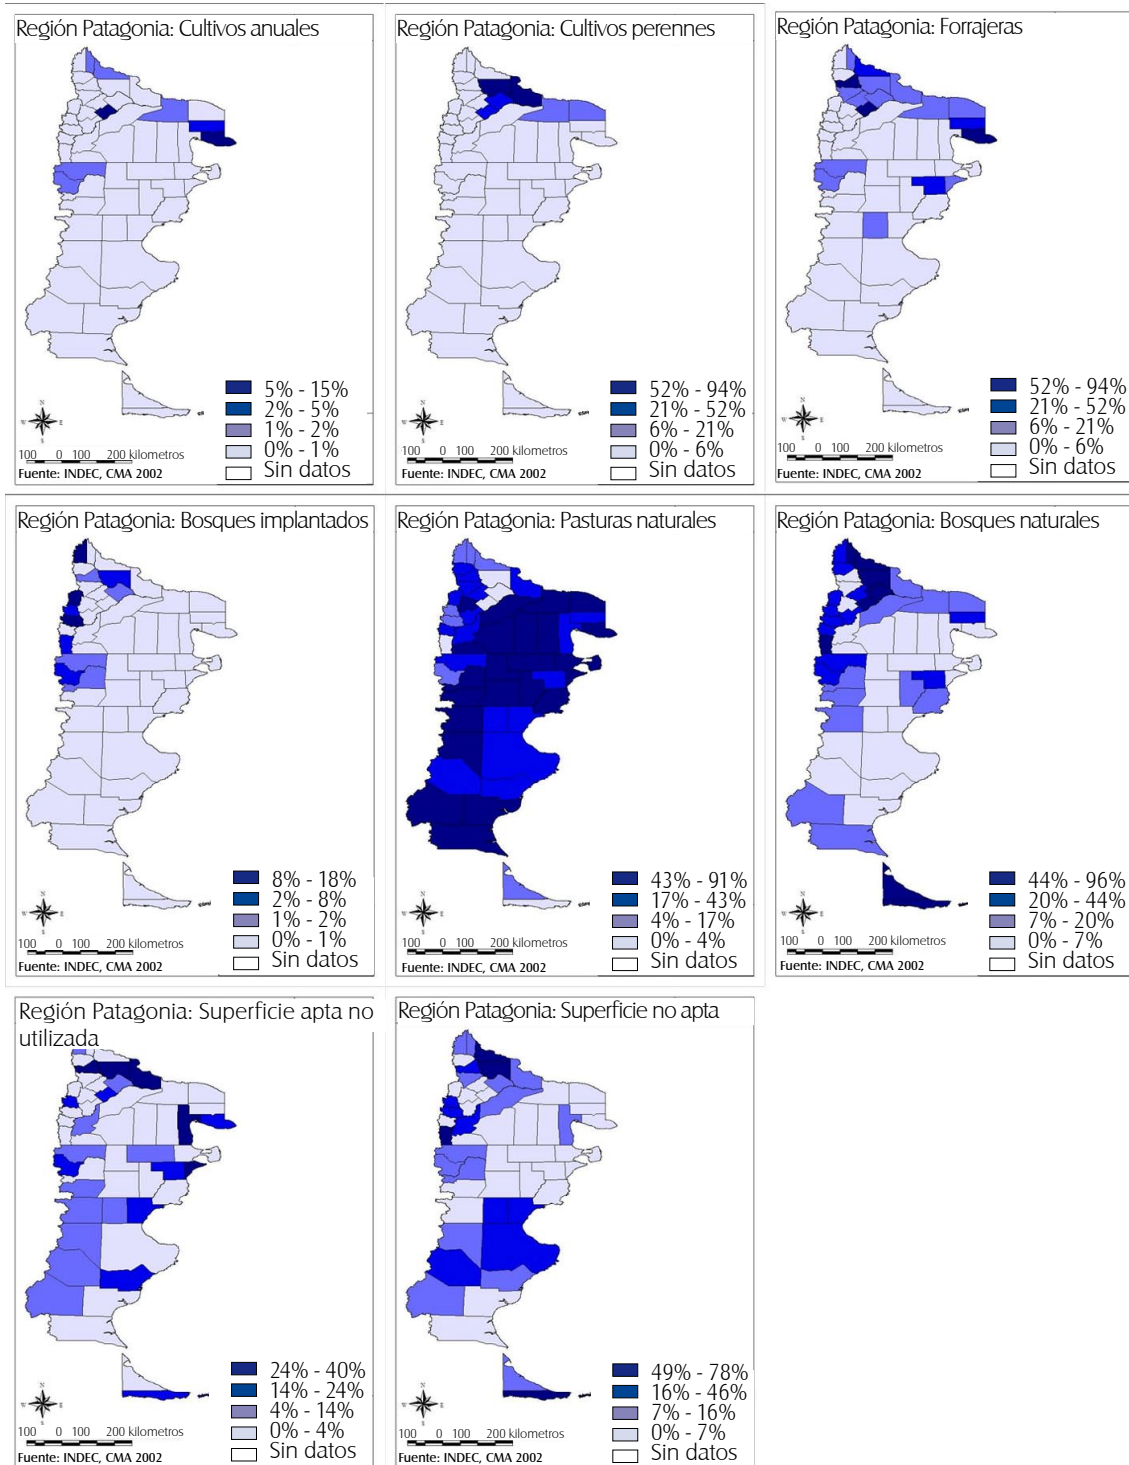 Región Patagonia: Cultivos anuales
5% - 15%
2% - 5%
1% - 2%
0% - 1%
Sin datos
N
W E
S
100 0 100 200 kilometros
Fuente: INDEC, CMA 2002
Región Patagonia: Cultivos perennes
52% - 94%
21% - 52%
6% - 21%
0% - 6%
Sin datos
N
W E
S
100 0 100 200 kilometros
Fuente: INDEC, CMA 2002
Región Patagonia: Forrajeras
52% - 94%
21% - 52%
6% - 21%
0% - 6%
Sin datos
N
W E
S
100 0 100 200 kilometros
Fuente: INDEC, CMA 2002
Región Patagonia: Bosques implantados
8% - 18%
2% - 8%
1% - 2%
0% - 1%
Sin datos
N
W E
S
100 0 100 200 kilometros
Fuente: INDEC, CMA 2002
Región Patagonia: Pasturas naturales
43% - 91%
17% - 43%
4% - 17%
0% - 4%
Sin datos
N
W E
S
100 0 100 200 kilometros
Fuente: INDEC, CMA 2002
Región Patagonia: Bosques naturales
44% - 96%
20% - 44%
7% - 20%
0% - 7%
Sin datos
N
W E
S
100 0 100 200 kilometros
Fuente: INDEC, CMA 2002
Región Patagonia: Superficie apta no
utilizada
24% - 40%
14% - 24%
4% - 14%
0% - 4%
Sin datos
N
W E
S
100 0 100 200 kilometros
Fuente: INDEC, CMA 2002
Región Patagonia: Superficie no apta
49% - 78%
16% - 46%
7% - 16%
0% - 7%
Sin datos
N
W E
S
100 0 100 200 kilometros
Fuente: INDEC, CMA 2002